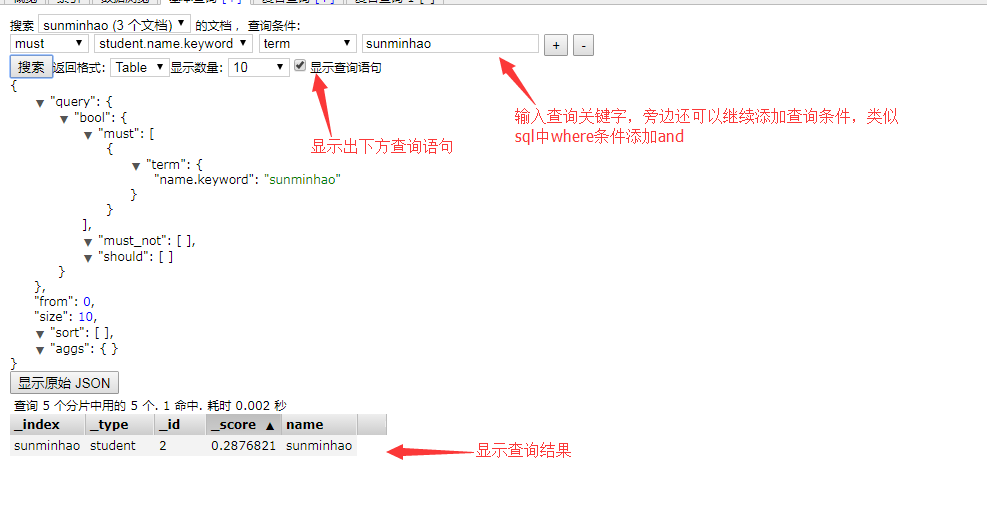 搜索 sunminhao (3 个文档) 的文档， 查询条件:
must student.name.keyword term sunminhao + -
搜索 返回格式: Table 显示数量: 10 显示查询语句
{
"query": {
"bool": {
"must": [
{
"term": {
"name.keyword": "sunminhao"
}
}
],
"must_not": [ ],
"should": [ ]
}
},
"from": 0,
"size": 10,
"sort": [ ],
"aggs": { }
}
输入查询关键字，旁边还可以继续添加查询条件，类似
sql中where条件添加and
显示出下方查询语句
显示原始 JSON
查询 5 个分片中用的 5 个. 1 命中. 耗时 0.002 秒
_index _type _id _score ▲ name
sunminhao student 2 0.2876821 sunminhao
显示查询结果